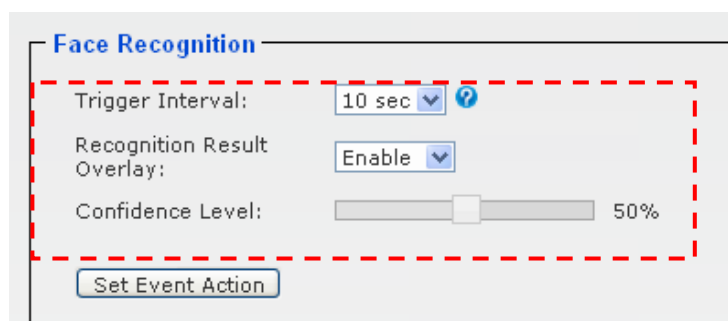 Face Recognition
Trigger Interval: 10 sec ?
Recognition Result
Overlay: Enable
Confidence Level: 50%
Set Event Action